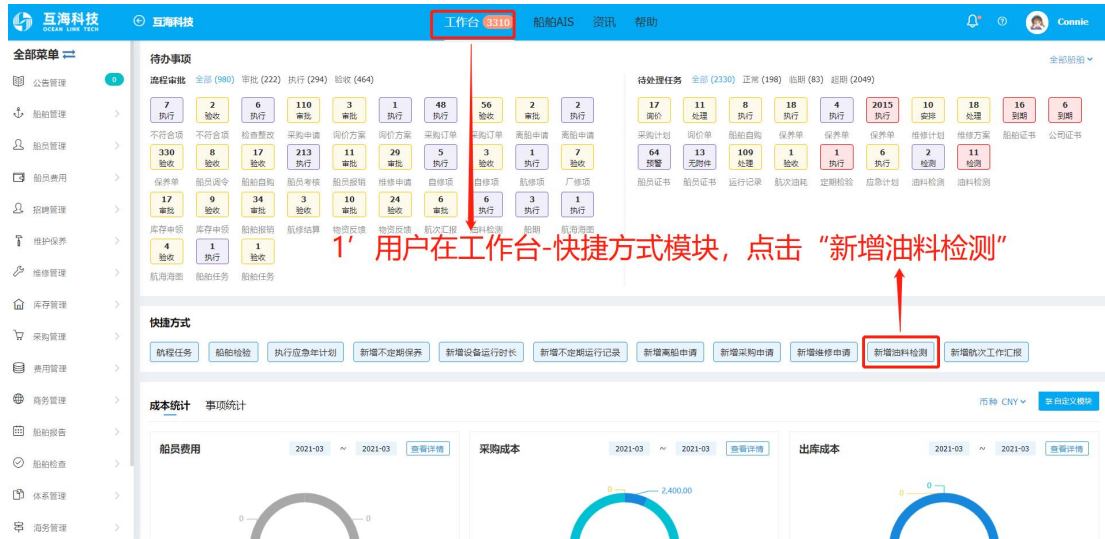 互海科技
OCEAN LINK TECH
互海科技
工作台 3310
船舶AIS
资讯
帮助
Connie
全部菜单
公告管理
0
船舶管理
船员管理
船员费用
招聘管理
维护保养
维修管理
库存管理
采购管理
费用管理
商务管理
船舶报告
船舶检查
体系管理
海务管理
待办事项
全部船舶
流程审批 全部 (980) 审批 (222) 执行 (294) 验收 (464)
7 2 6 110 3 1 48 56 2 2
执行 验收 执行 审批 审批 执行 执行 验收 审批 执行
不符合项 不符合项 检查整改 采购申请 询价方案 询价方案 采购订单 采购订单 离船申请 离船申请
330 8 17 213 11 29 5 3 1 7
验收 验收 验收 执行 审批 审批 执行 验收 执行 验收
保养单 船员调令 船舶自购 船员考核 船员报销 维修申请 自修项 自修项 航修项 厂修项
17 9 34 3 10 24 6 6 3 1
审批 验收 验收 执行 审批 验收 审批 执行 执行 执行
库存申领 库存申领 船舶报销 航修结算 物资反馈 物资反馈 航次汇报 油料检测 船期 航海海图
4 1 1
验收 执行 验收
航海海图 船舶任务 船舶任务
待处理任务 全部 (2330) 正常 (198) 临期 (83) 超期 (2049)
17 11 8 18 4 2015 10 18 16 6
询价 处理 执行 验收 执行 执行 安排 处理 到期 到期
采购计划 询价单 船舶自购 保养单 保养单 保养单 维修计划 维修方案 船舶证书 公司证书
64 13 109 1 1 6 2 11
预警 无附件 处理 验收 执行 执行 检测 检测
船员证书 船员证书 运行记录 航次油耗 定期检验 应急计划 油料检测 油料检测
1’ 用户在工作台-快捷方式模块，点击“新增油料检测”
快捷方式
航程任务 船舶检验 执行应急年计划 新增不定期保养 新增设备运行时长 新增不定期运行记录 新增离船申请 新增采购申请 新增维修申请 新增油料检测 新增航次工作汇报
成本统计 事项统计
币种 CNY
自定义模块
船员费用 2021-03 ~ 2021-03 查看详情
采购成本 2021-03 ~ 2021-03 查看详情
出库成本 2021-03 ~ 2021-03 查看详情
0 0
0 2,400.00
0 0